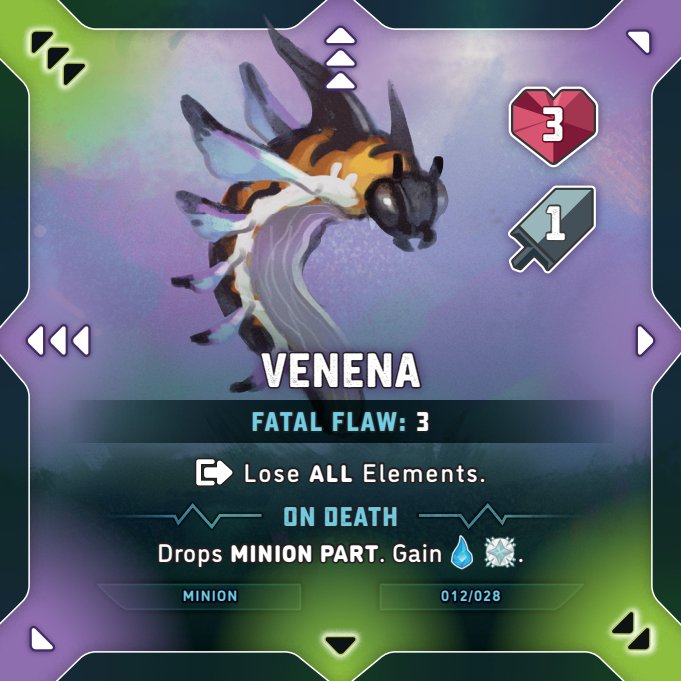 3
1
VENENA
FATAL FLAW: 3
Lose ALL Elements.
ON DEATH
Drops MINION PART. Gain .
MINION
012/028